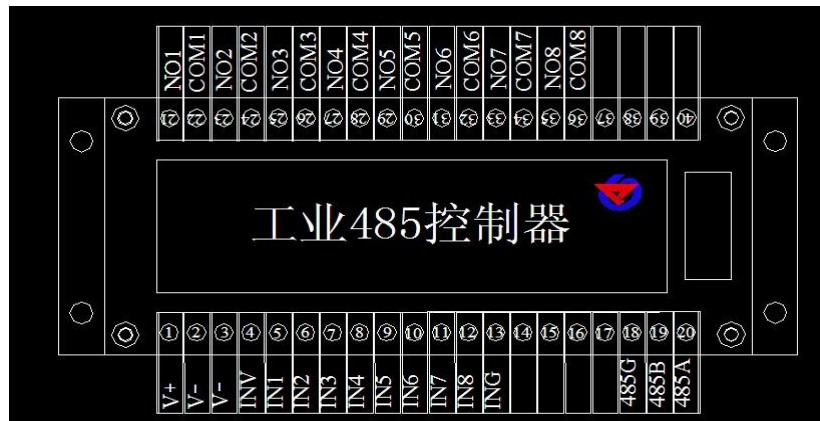 NO1 COM1 NO2 COM2 NO3 COM3 NO4 COM4 NO5 COM5 NO6 COM6 NO7 COM7 NO8 COM8
21 22 23 24 25 26 27 28 29 30 31 32 33 34 35 36 37 38 39 40
工业485控制器
1 2 3 4 5 6 7 8 9 10 11 12 13 14 15 16 17 18 19 20
V+ V- V- INV IN1 IN2 IN3 IN4 IN5 IN6 IN7 IN8 ING 485G 485B 485A